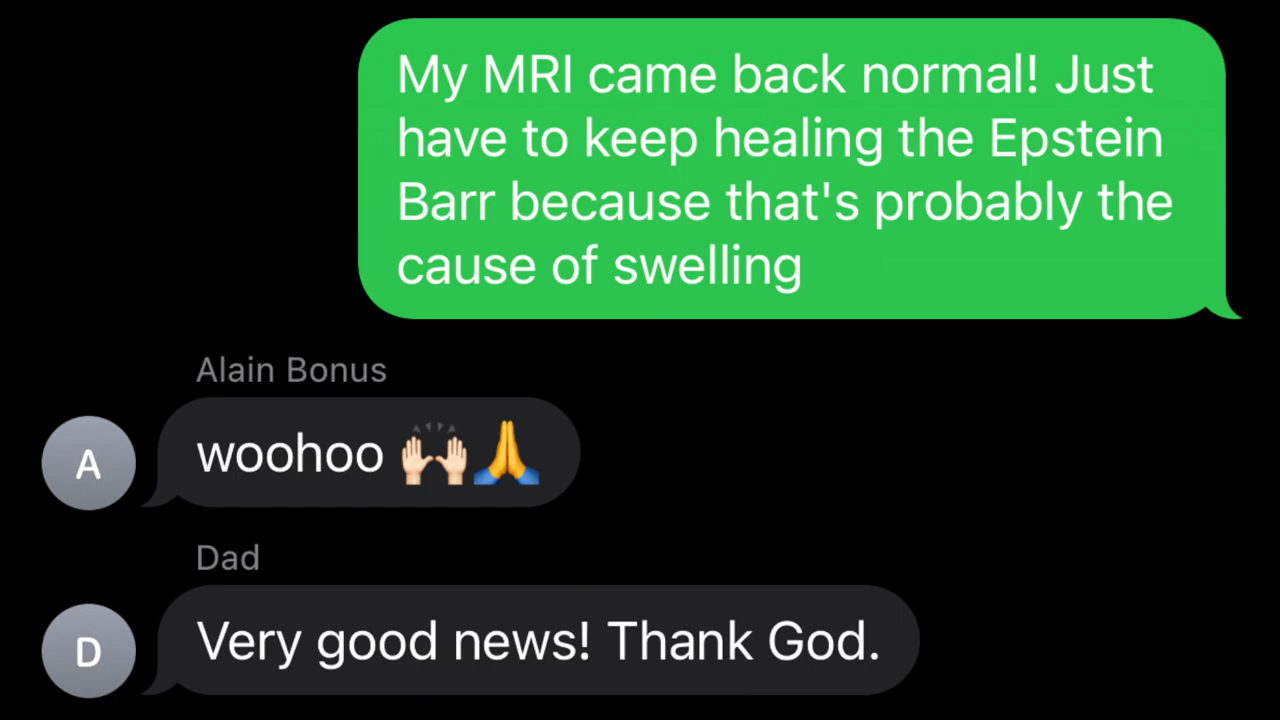 My MRI came back normal! Just
have to keep healing the Epstein
Barr because that's probably the
cause of swelling
Alain Bonus
A
woohoo 🙌🏻🙏
Dad
D
Very good news! Thank God.